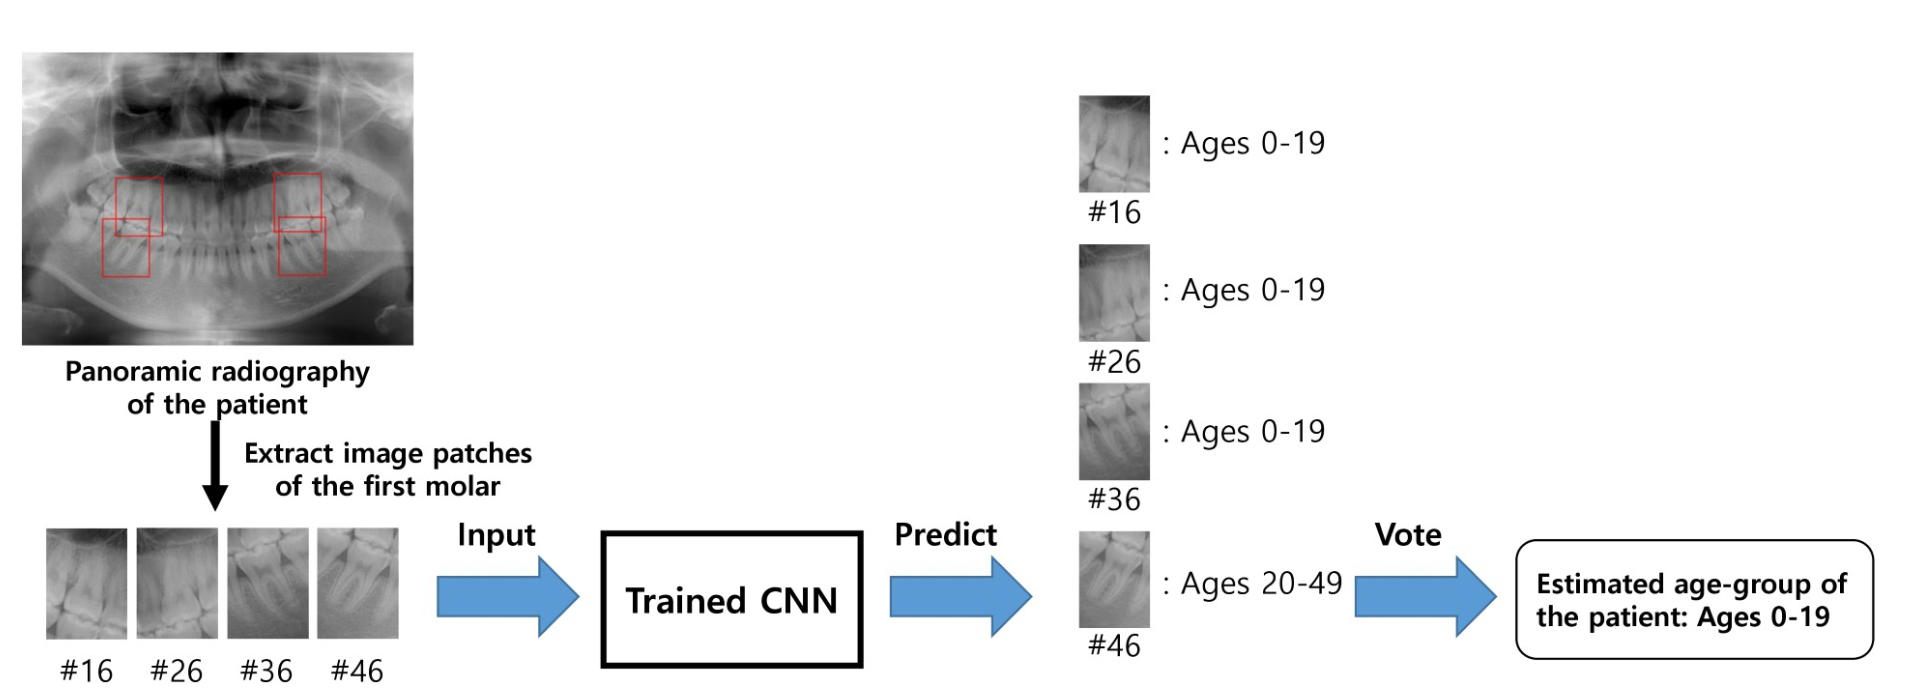 Panoramic radiography
of the patient
Extract image patches
of the first molar
#16 #26 #36 #46
Input
Trained CNN
Predict
: Ages 0-19
#16
: Ages 0-19
#26
: Ages 0-19
#36
: Ages 20-49
#46
Vote
Estimated age-group of
the patient: Ages 0-19